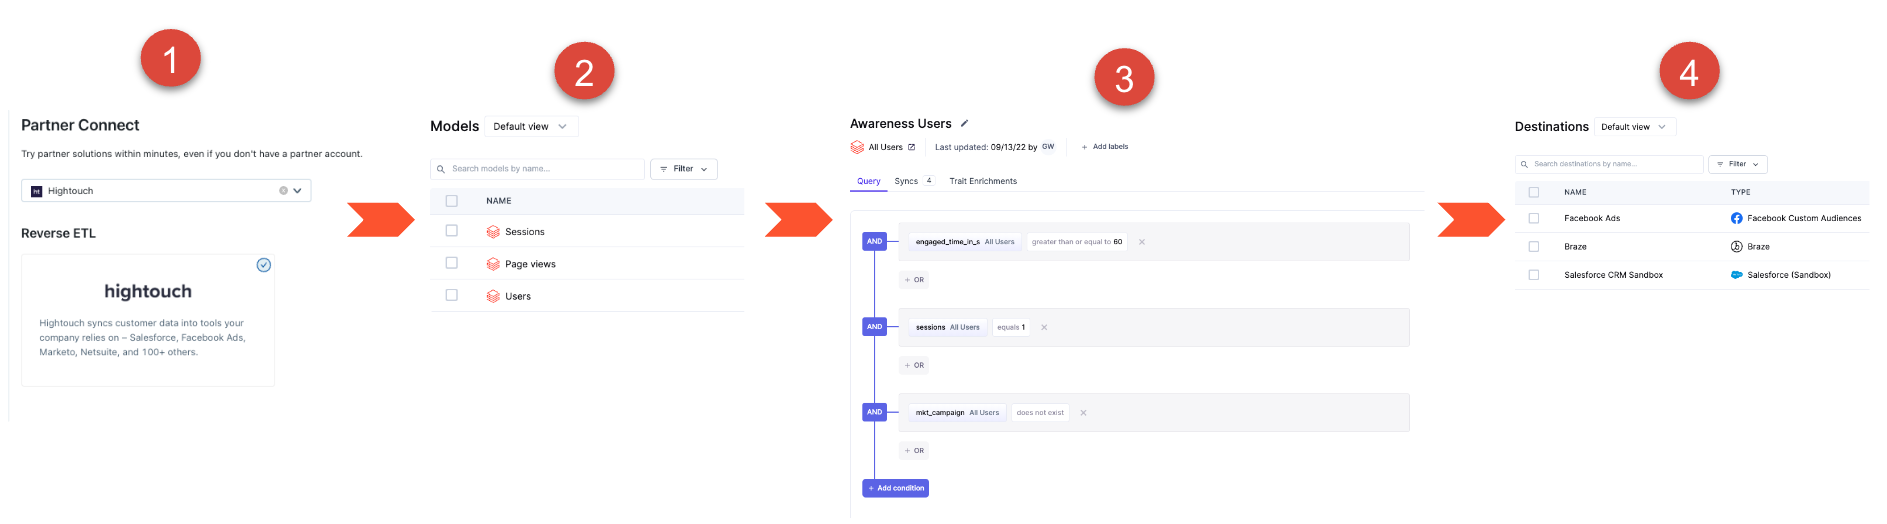 1
Partner Connect
Try partner solutions within minutes, even if you don't have a partner account.
ht Hightouch
Reverse ETL
hightouch
Hightouch syncs customer data into tools your
company relies on – Salesforce, Facebook Ads,
Marketo, Netsuite, and 100+ others.
2
Models Default view
Search models by name... Filter
NAME
Sessions
Page views
Users
3
Awareness Users
All Users Last updated: 09/13/22 by GW + Add labels
Query Syncs 4 Trait Enrichments
AND engaged_time_in_s All Users greater than or equal to 60 ×
+ OR
AND sessions All Users equals 1 ×
+ OR
AND mkt_campaign All Users does not exist ×
+ OR
+ Add condition
4
Destinations Default view
Search destinations by name... Filter
NAME TYPE
Facebook Ads Facebook Custom Audiences
Braze Braze
Salesforce CRM Sandbox Salesforce (Sandbox)